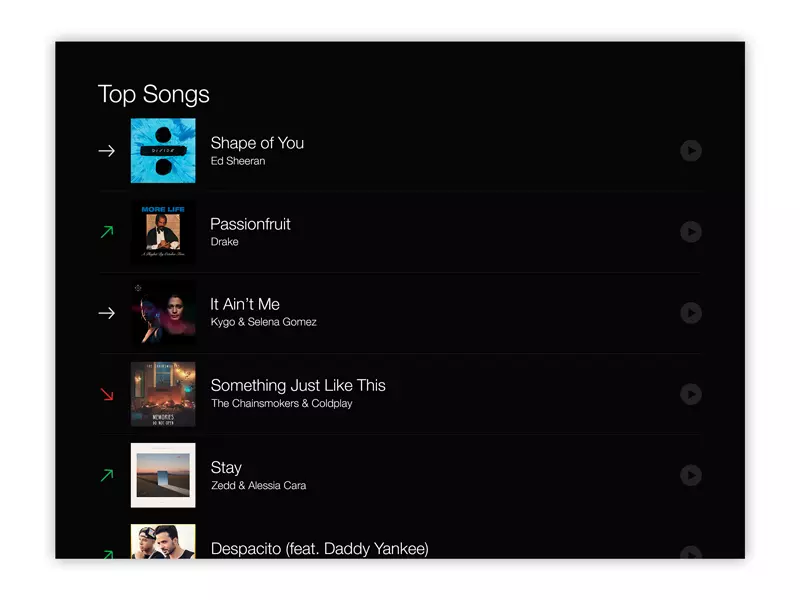 Top Songs
Shape of You
Ed Sheeran
MORE LIFE
Passionfruit
Drake
It Ain't Me
Kygo & Selena Gomez
Something Just Like This
The Chainsmokers & Coldplay
MEMORIES
DO NOT OPEN
Stay
Zedd & Alessia Cara
Despacito (feat. Daddy Yankee)